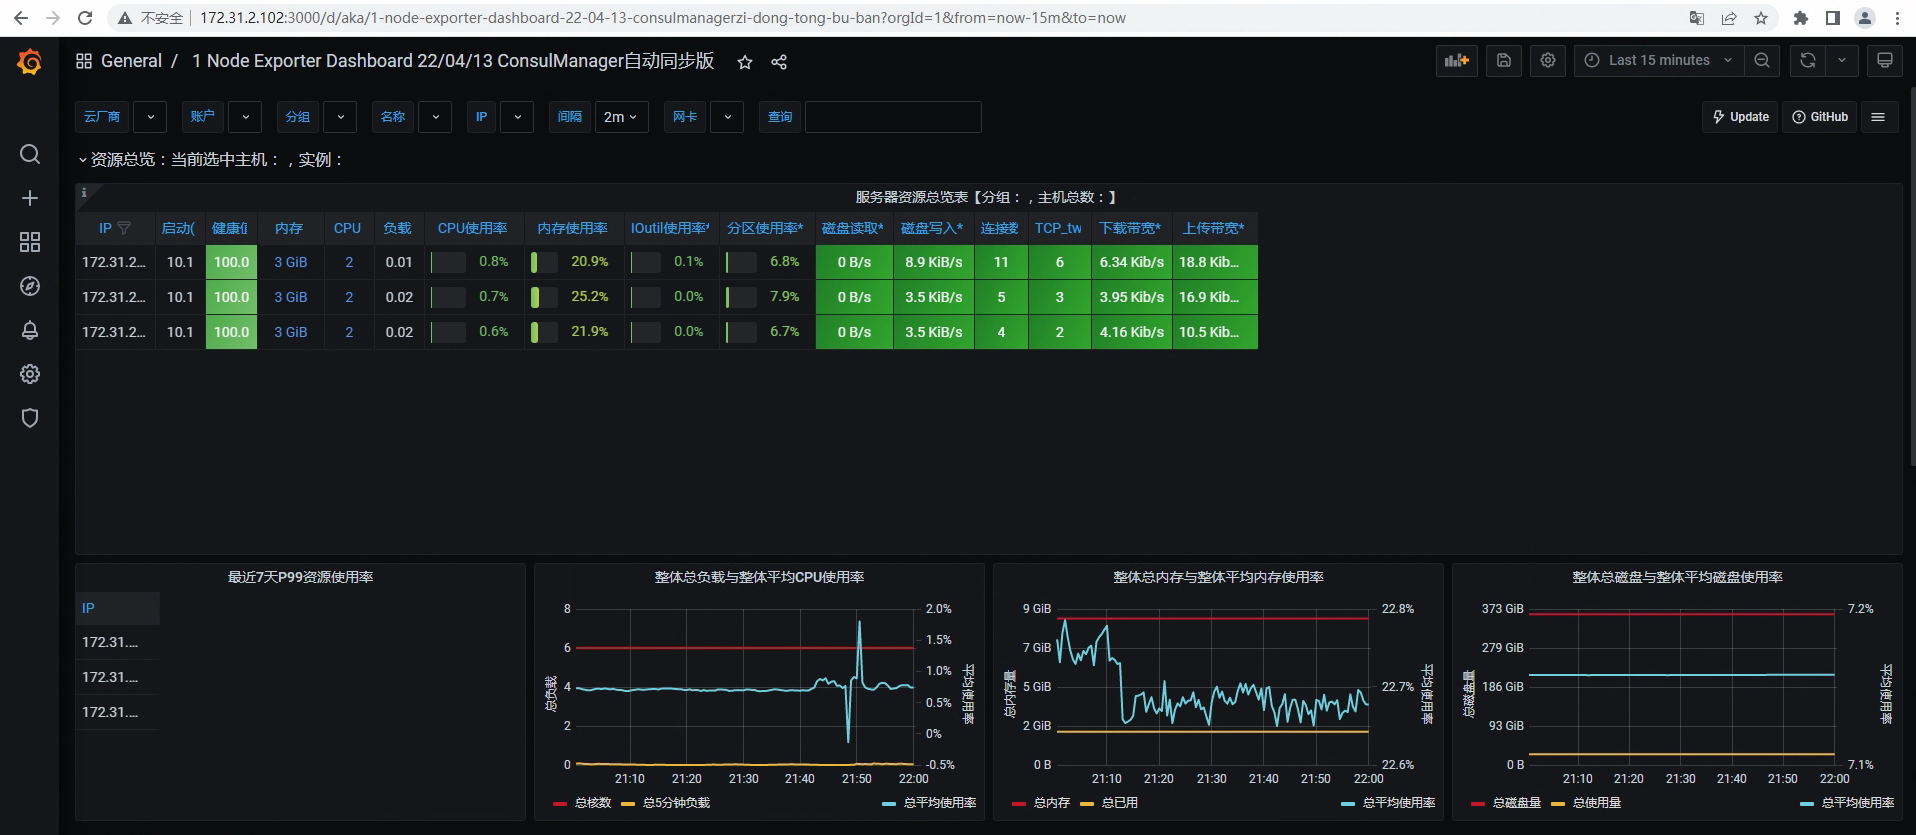 不安全 172.31.2.102:3000/d/aka/1-node-exporter-dashboard-22-04-13-consulmanagerzi-dong-tong-bu-ban?orgId=1&from=now-15m&to=now
General / 1 Node Exporter Dashboard 22/04/13 ConsulManager自动同步版 Last 15 minutes
云厂商 账户 分组 名称 IP 间隔 2m 网卡 查询 Update GitHub
资源总览：当前选中主机：，实例：
服务器资源总览表【分组：，主机总数：】
IP 启动( 健康值 内存 CPU 负载 CPU使用率 内存使用率 IOutil使用率* 分区使用率* 磁盘读取* 磁盘写入* 连接数 TCP_tw 下载带宽* 上传带宽*
172.31.2... 10.1 100.0 3 GiB 2 0.01 0.8% 20.9% 0.1% 6.8% 0 B/s 8.9 KiB/s 11 6 6.34 Kib/s 18.8 Kib...
172.31.2... 10.1 100.0 3 GiB 2 0.02 0.7% 25.2% 0.0% 7.9% 0 B/s 3.5 KiB/s 5 3 3.95 Kib/s 16.9 Kib...
172.31.2... 10.1 100.0 3 GiB 2 0.02 0.6% 21.9% 0.0% 6.7% 0 B/s 3.5 KiB/s 4 2 4.16 Kib/s 10.5 Kib...
最近7天P99资源使用率
IP
172.31....
172.31....
172.31....
整体总负载与整体平均CPU使用率
8 2.0%
1.5%
6
1.0%
4
0.5%
2
0%
0 -0.5%
总负载
平均使用率
21:10 21:20 21:30 21:40 21:50 22:00
总核数 总5分钟负载 总平均使用率
整体总内存与整体平均内存使用率
9 GiB 22.8%
7 GiB
5 GiB 22.7%
2 GiB
0 B 22.6%
总内存量
平均使用率
21:10 21:20 21:30 21:40 21:50 22:00
总内存 总已用 总平均使用率
整体总磁盘与整体平均磁盘使用率
373 GiB 7.2%
279 GiB
186 GiB
93 GiB
0 B 7.1%
总磁盘量
平均使用率
21:10 21:20 21:30 21:40 21:50 22:00
总磁盘量 总使用量 总平均使用率